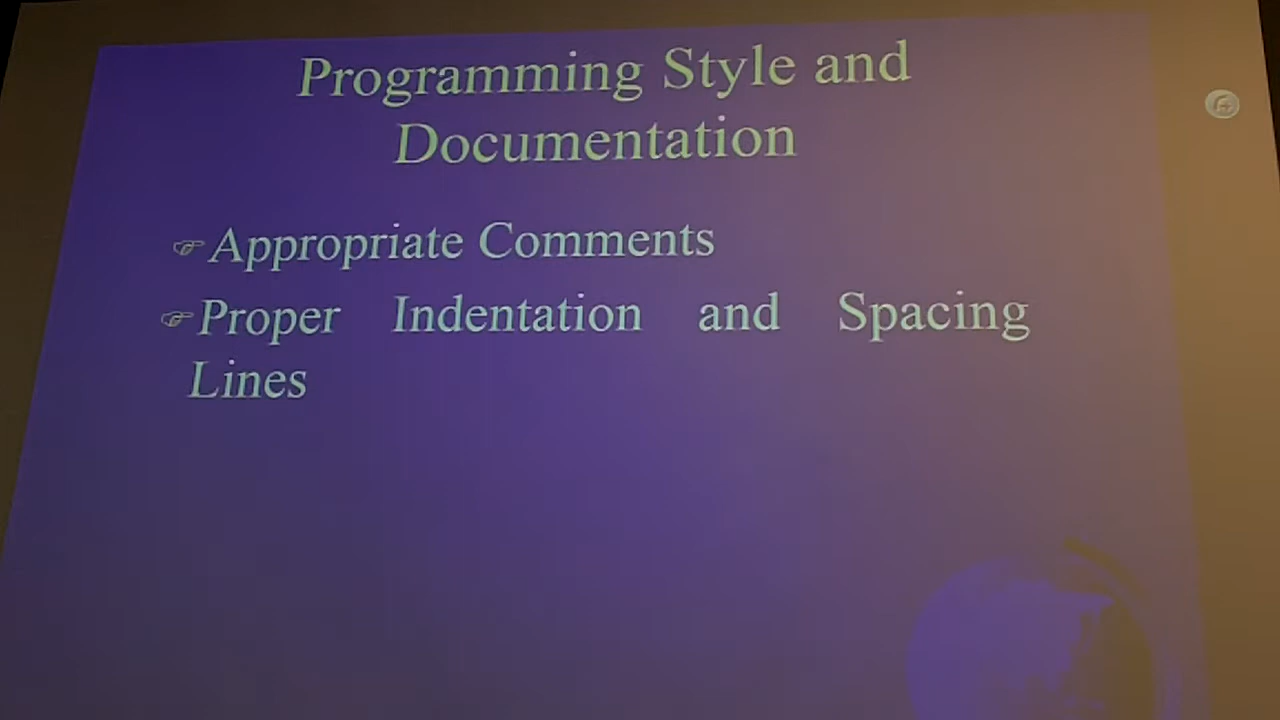 Programming Style and
Documentation
☞Appropriate Comments
☞Proper Indentation and Spacing
Lines